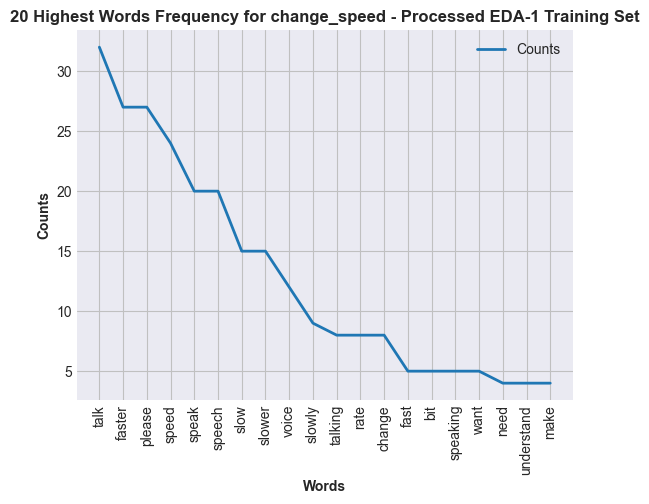 20 Highest Words Frequency for change_speed - Processed EDA-1 Training Set
Counts
30
25
20
15
10
5
Counts
talk
faster
please
speed
speak
speech
slow
slower
voice
slowly
talking
rate
change
fast
bit
speaking
want
need
understand
make
Words